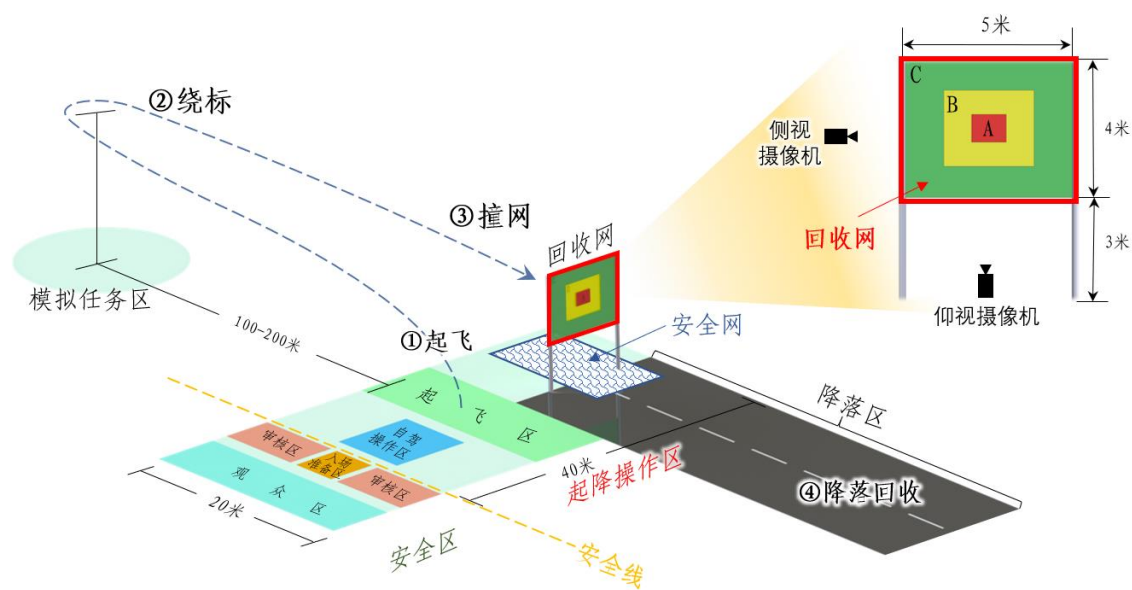 5米
C
B
A
4米
3米
侧视
摄像机
回收网
仰视摄像机
②绕标
③撞网
回收网
A
模拟任务区
100-200米
①起飞
安全网
起飞区
降落区
自驾
操作区
审核区
入场
准备区
审核区
观众区
40米
起降操作区
④降落回收
20米
安全区
安全线